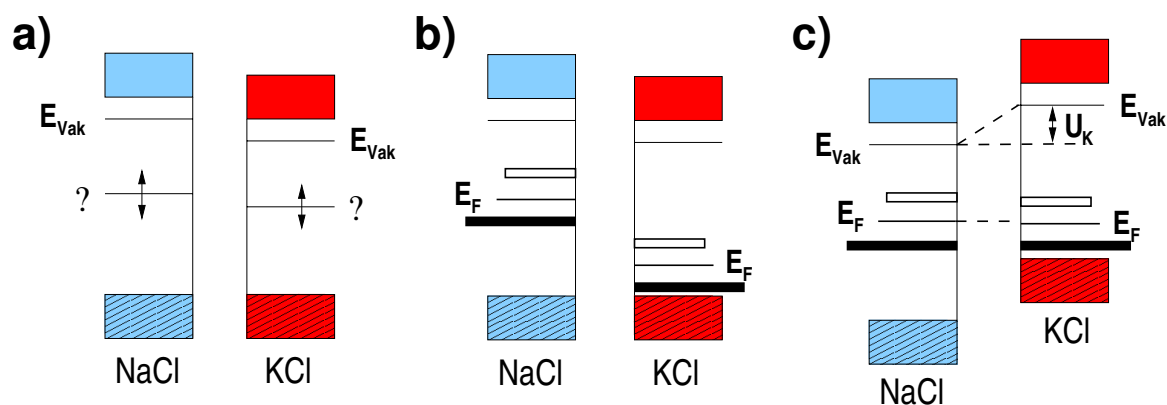 a)
b)
c)
E_Vak
E_Vak
?
?
NaCl
KCl
E_F
E_F
NaCl
KCl
E_Vak
U_K
E_Vak
E_F
E_F
KCl
NaCl